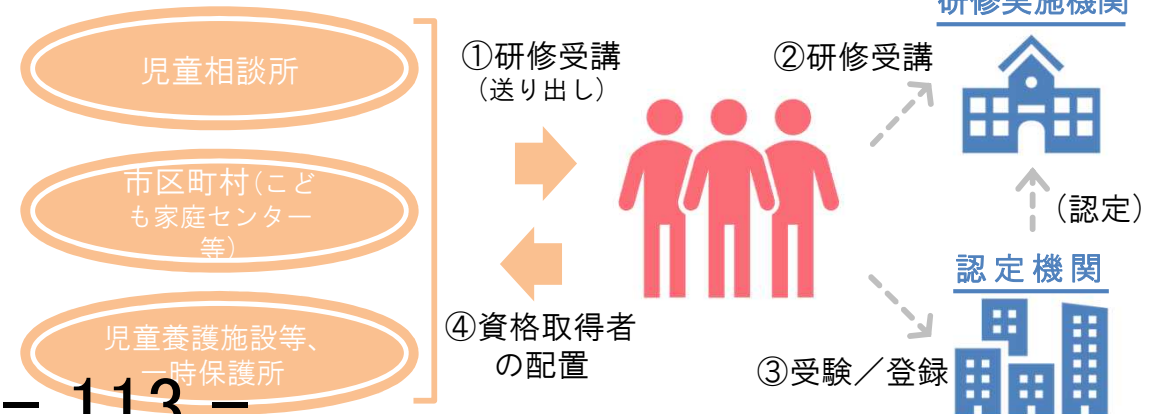 研修実施機関
児童相談所
①研修受講
（送り出し）
②研修受講
市区町村（こど
も家庭センター
等）
（認定）
認定機関
児童養護施設等、
一時保護所
④資格取得者
の配置
③受験／登録
－ 113 －